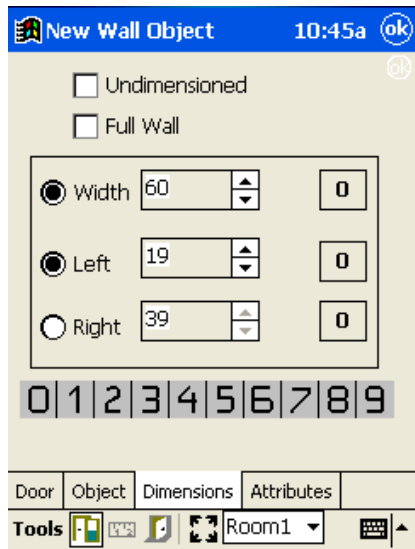 New Wall Object 10:45a ok
ok
Undimensioned
Full Wall
Width 60 0
Left 19 0
Right 39 0
0 1 2 3 4 5 6 7 8 9
Door Object Dimensions Attributes
Tools Room1